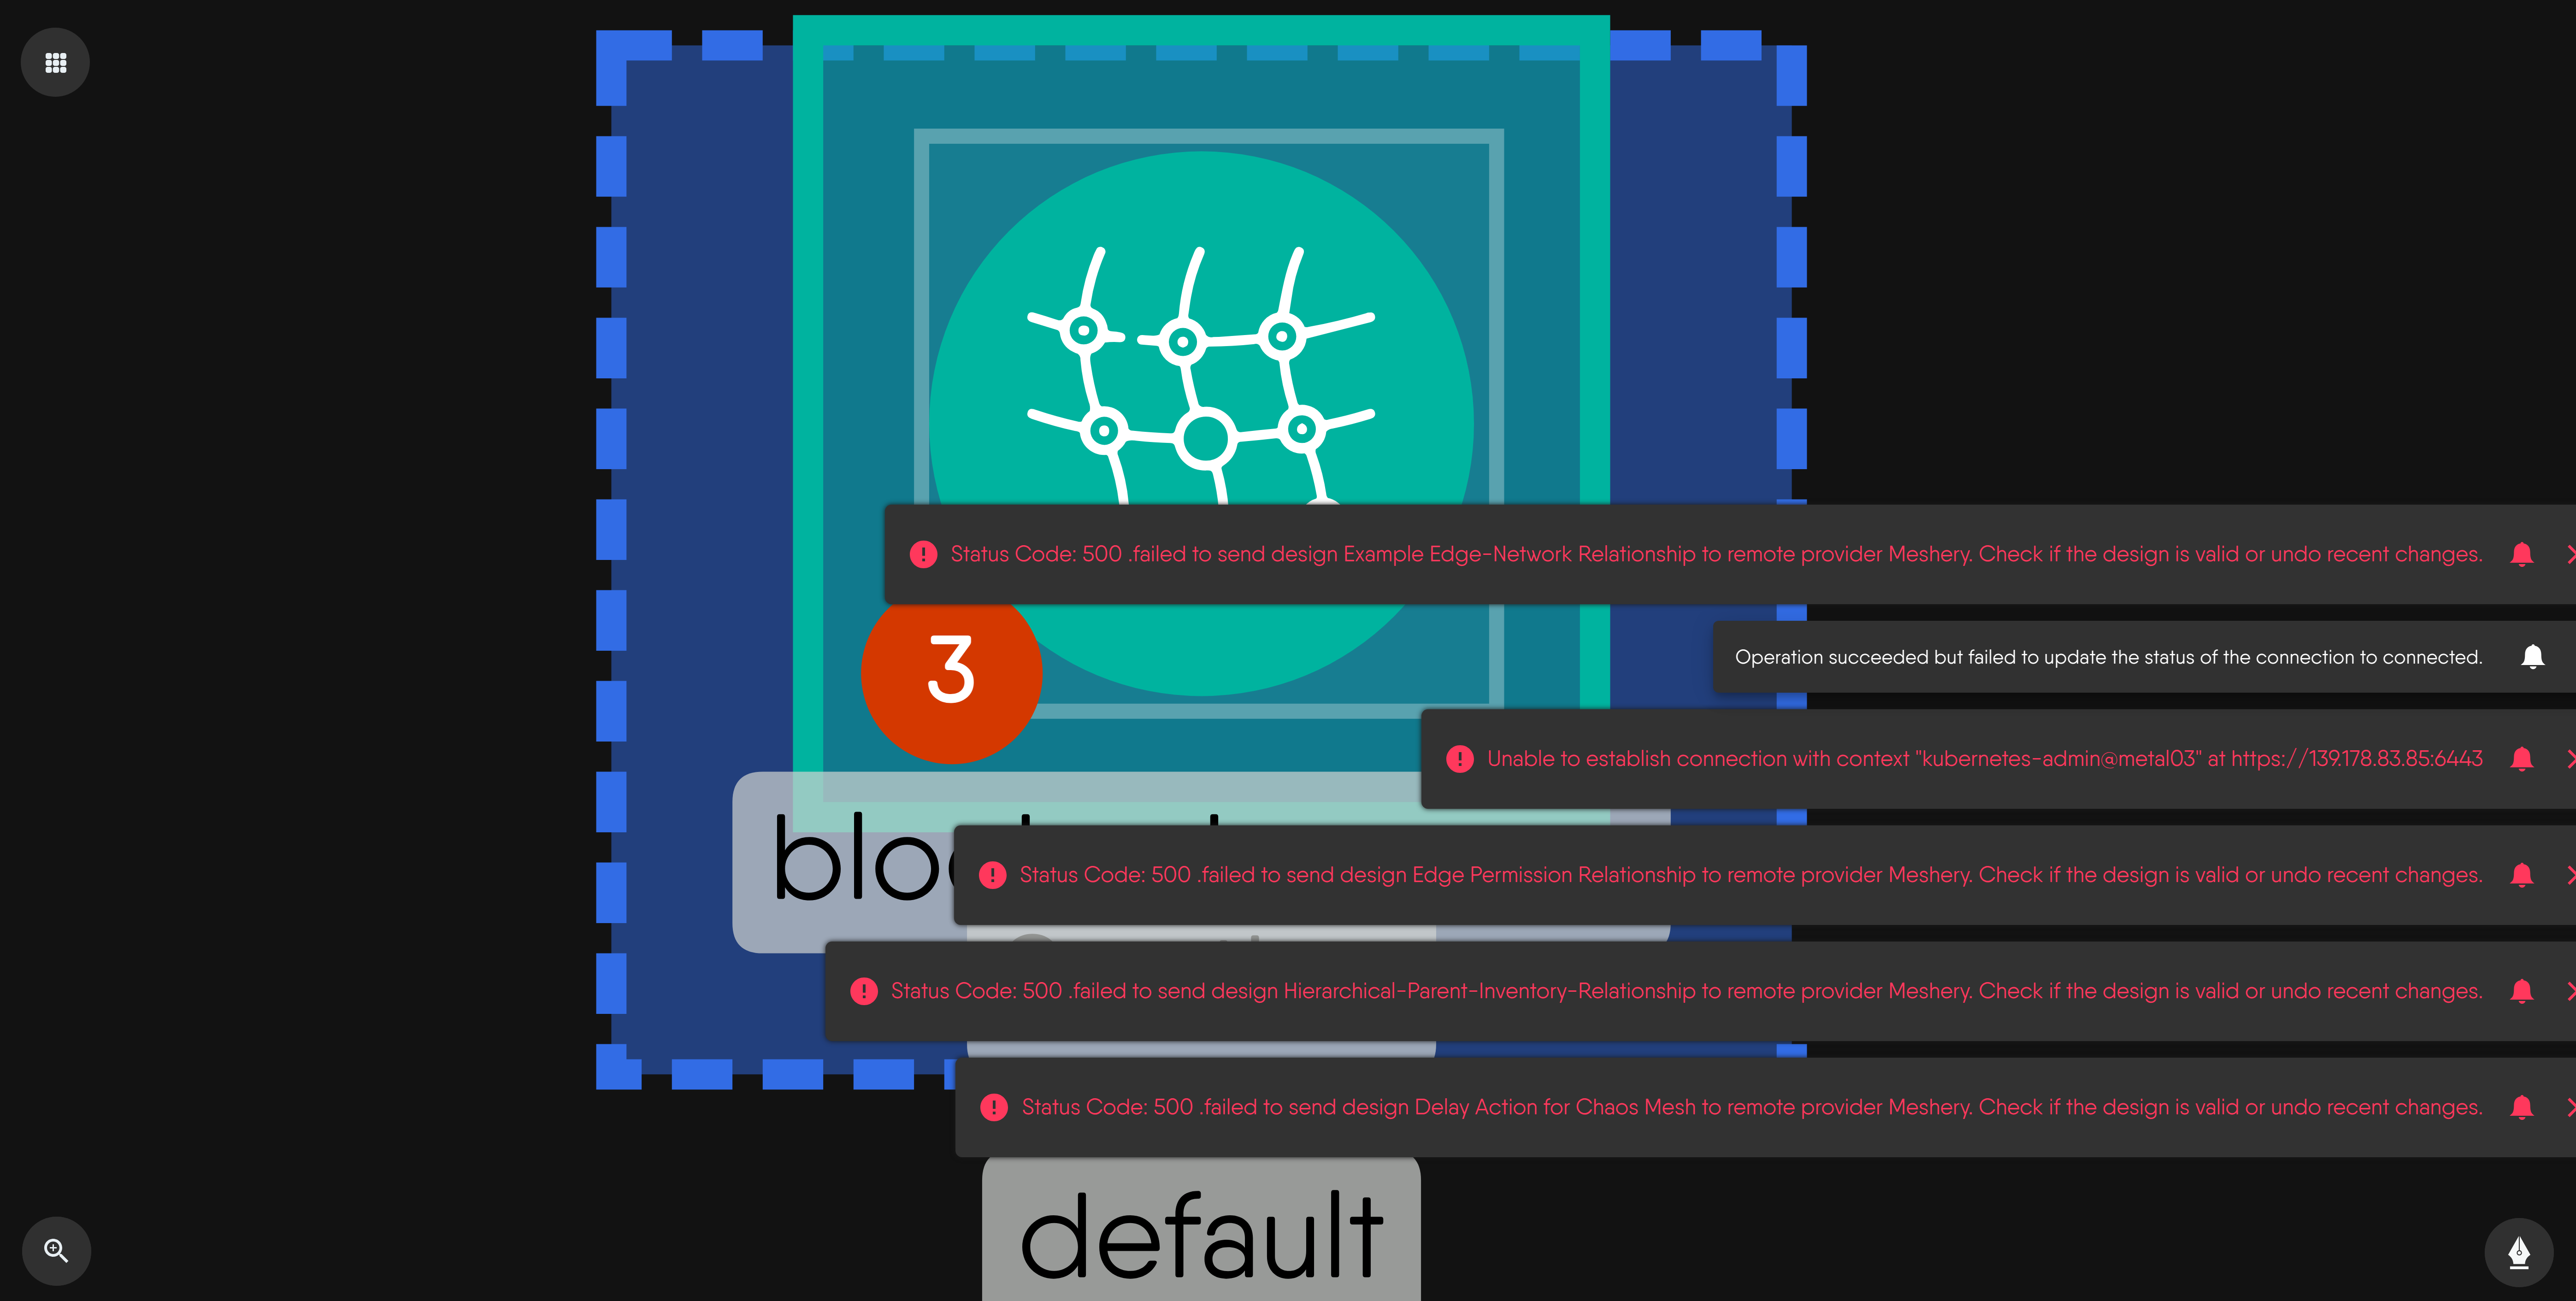 Status Code: 500 .failed to send design Example Edge-Network Relationship to remote provider Meshery. Check if the design is valid or undo recent changes.
3
Operation succeeded but failed to update the status of the connection to connected.
Unable to establish connection with context "kubernetes-admin@metal03" at https://139.178.83.85:6443
Status Code: 500 .failed to send design Edge Permission Relationship to remote provider Meshery. Check if the design is valid or undo recent changes.
Status Code: 500 .failed to send design Hierarchical-Parent-Inventory-Relationship to remote provider Meshery. Check if the design is valid or undo recent changes.
Status Code: 500 .failed to send design Delay Action for Chaos Mesh to remote provider Meshery. Check if the design is valid or undo recent changes.
default